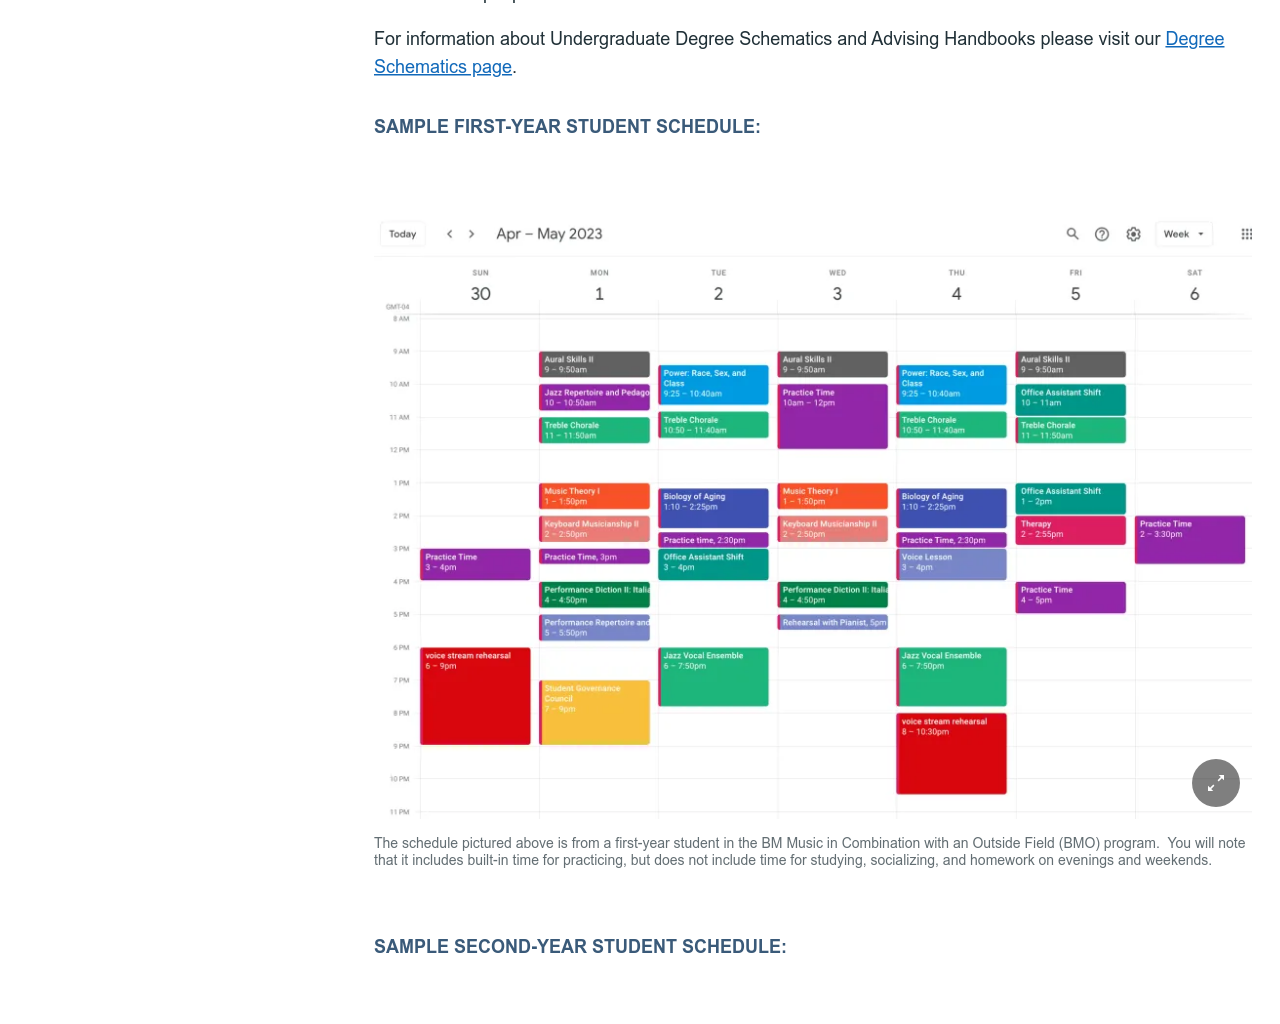 For information about Undergraduate Degree Schematics and Advising Handbooks please visit our Degree
Schematics page.
SAMPLE FIRST-YEAR STUDENT SCHEDULE:
Today
Apr – May 2023
Week
SUN MON TUE WED THU FRI SAT
30 1 2 3 4 5 6
GMT-04
8 AM
9 AM
10 AM
11 AM
12 PM
1 PM
2 PM
3 PM
4 PM
5 PM
6 PM
7 PM
8 PM
9 PM
10 PM
11 PM
Practice Time
3 – 4pm
voice stream rehearsal
6 – 9pm
Aural Skills II
9 – 9:50am
Jazz Repertoire and Pedago
10 – 10:50am
Treble Chorale
11 – 11:50am
Music Theory I
1 – 1:50pm
Keyboard Musicianship II
2 – 2:50pm
Practice Time, 3pm
Performance Diction II: Italia
4 – 4:50pm
Performance Repertoire and
5 – 5:50pm
Student Governance
Council
7 – 9pm
Power: Race, Sex, and
Class
9:25 – 10:40am
Treble Chorale
10:50 – 11:40am
Biology of Aging
1:10 – 2:25pm
Practice time, 2:30pm
Office Assistant Shift
3 – 4pm
Jazz Vocal Ensemble
6 – 7:50pm
Aural Skills II
9 – 9:50am
Practice Time
10am – 12pm
Music Theory I
1 – 1:50pm
Keyboard Musicianship II
2 – 2:50pm
Performance Diction II: Italia
4 – 4:50pm
Rehearsal with Pianist, 5pm
Power: Race, Sex, and
Class
9:25 – 10:40am
Treble Chorale
10:50 – 11:40am
Biology of Aging
1:10 – 2:25pm
Practice time, 2:30pm
Voice Lesson
3 – 4pm
Jazz Vocal Ensemble
6 – 7:50pm
voice stream rehearsal
8 – 10:30pm
Aural Skills II
9 – 9:50am
Office Assistant Shift
10 – 11am
Treble Chorale
11 – 11:50am
Office Assistant Shift
1 – 2pm
Therapy
2 – 2:55pm
Practice Time
4 – 5pm
Practice Time
2 – 3:30pm
The schedule pictured above is from a first-year student in the BM Music in Combination with an Outside Field (BMO) program.  You will note
that it includes built-in time for practicing, but does not include time for studying, socializing, and homework on evenings and weekends.
SAMPLE SECOND-YEAR STUDENT SCHEDULE: